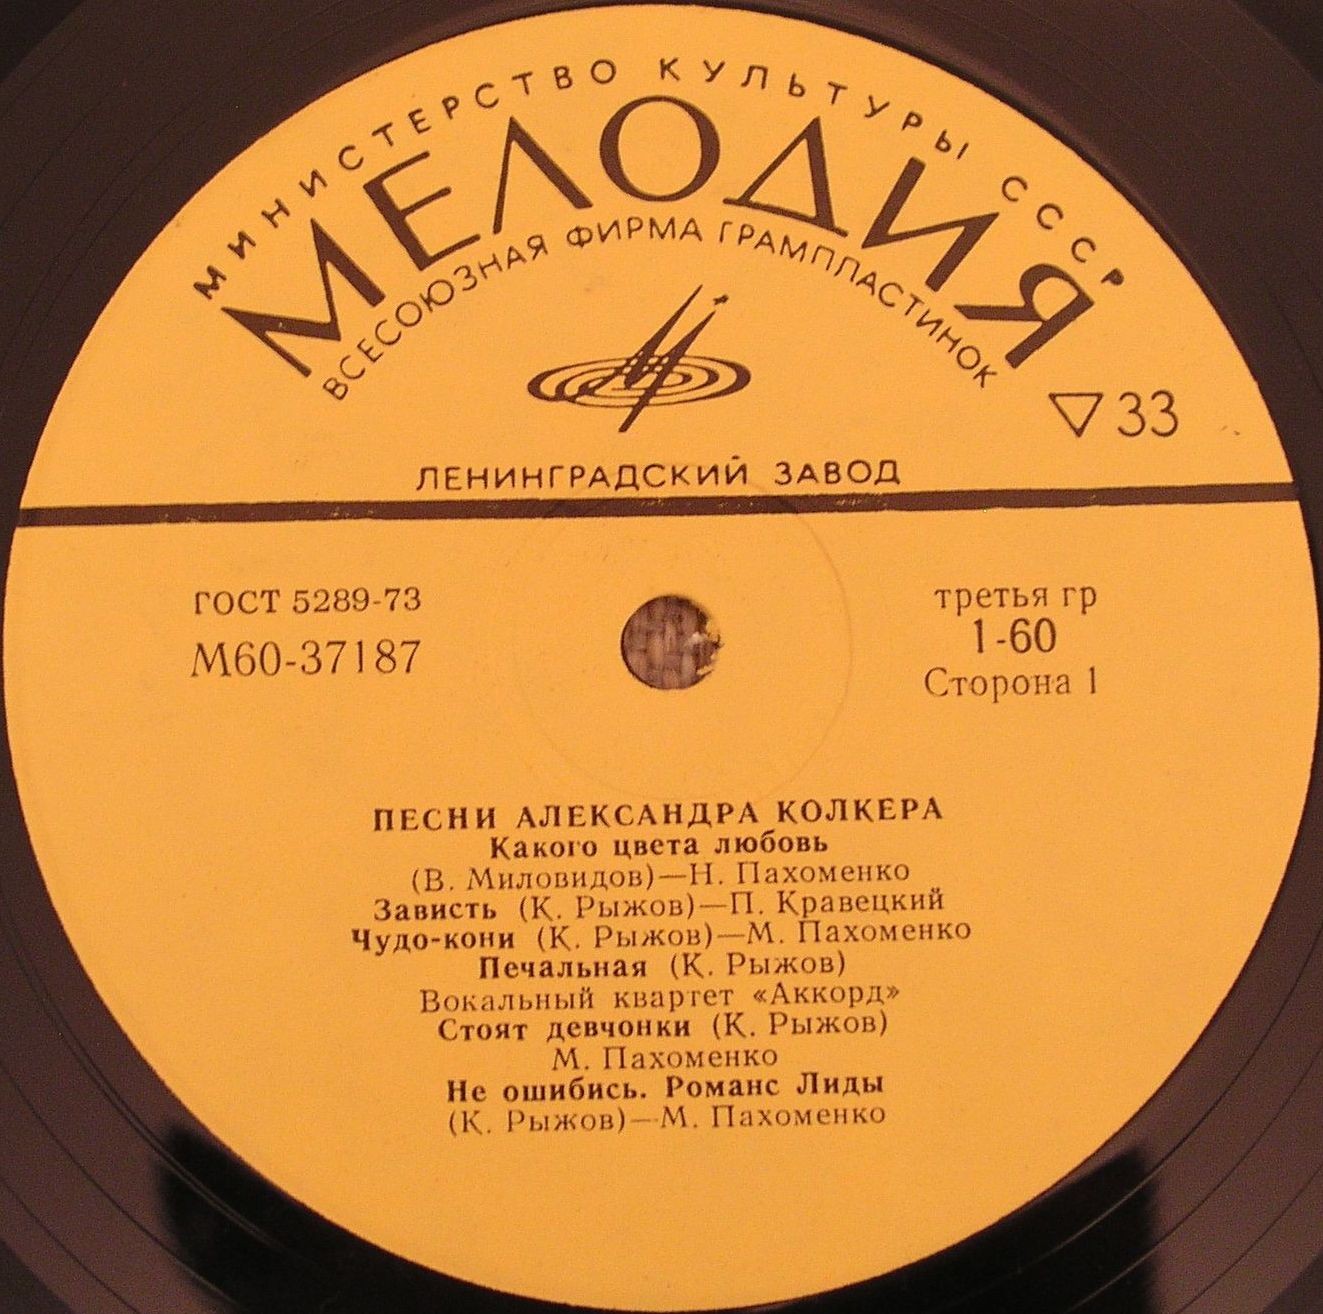 МИНИСТЕРСТВО КУЛЬТУРЫ СССР
МЕЛОДИЯ
ВСЕСОЮЗНАЯ ФИРМА ГРАМПЛАСТИНОК
33
ЛЕНИНГРАДСКИЙ ЗАВОД
ГОСТ 5289-73
М60-37187
третья гр
1-60
Сторона 1
ПЕСНИ АЛЕКСАНДРА КОЛКЕРА
Какого цвета любовь
(В. Миловидов)—Н. Пахоменко
Зависть (К. Рыжов)—П. Кравецкий
Чудо-кони (К. Рыжов)—М. Пахоменко
Печальная (К. Рыжов)
Вокальный квартет «Аккорд»
Стоят девчонки (К. Рыжов)
М. Пахоменко
Не ошибись. Романс Лиды
(К. Рыжов)—М. Пахоменко